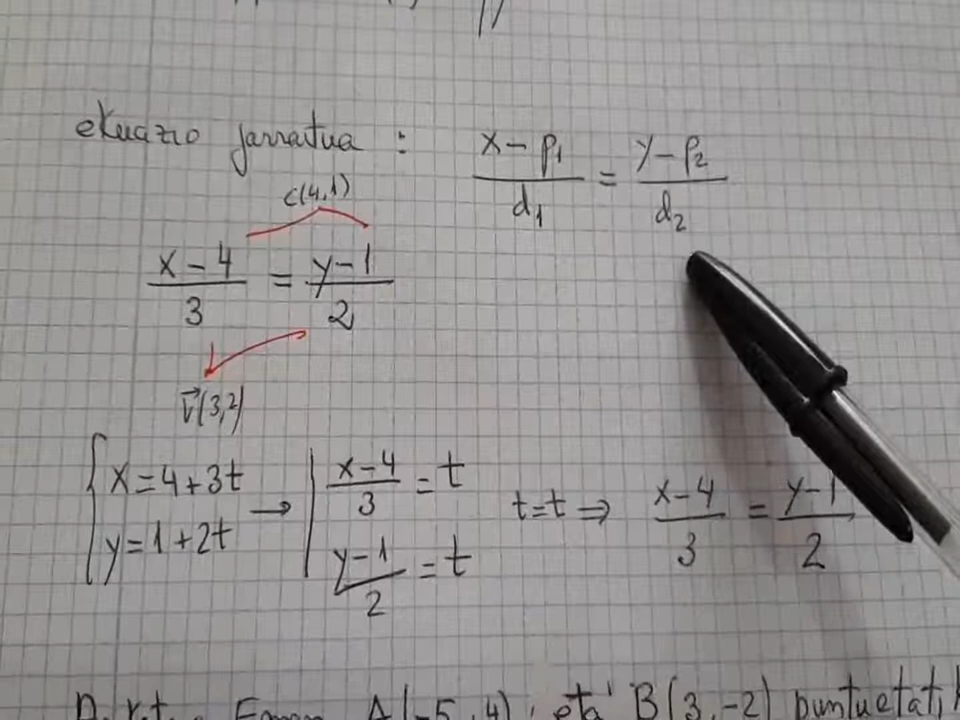 ekuazio jarraitua : x-p₁/d₁ = y-p₂/d₂
C(4,1)
x-4/3 = y-1/2
v⃗(3,2)
{ x=4+3t → | x-4/3 = t
y=1+2t y-1/2 = t
t=t ⇒ x-4/3 = y-1/2
A(-5,4), eta B(3,-2) puntuetatik